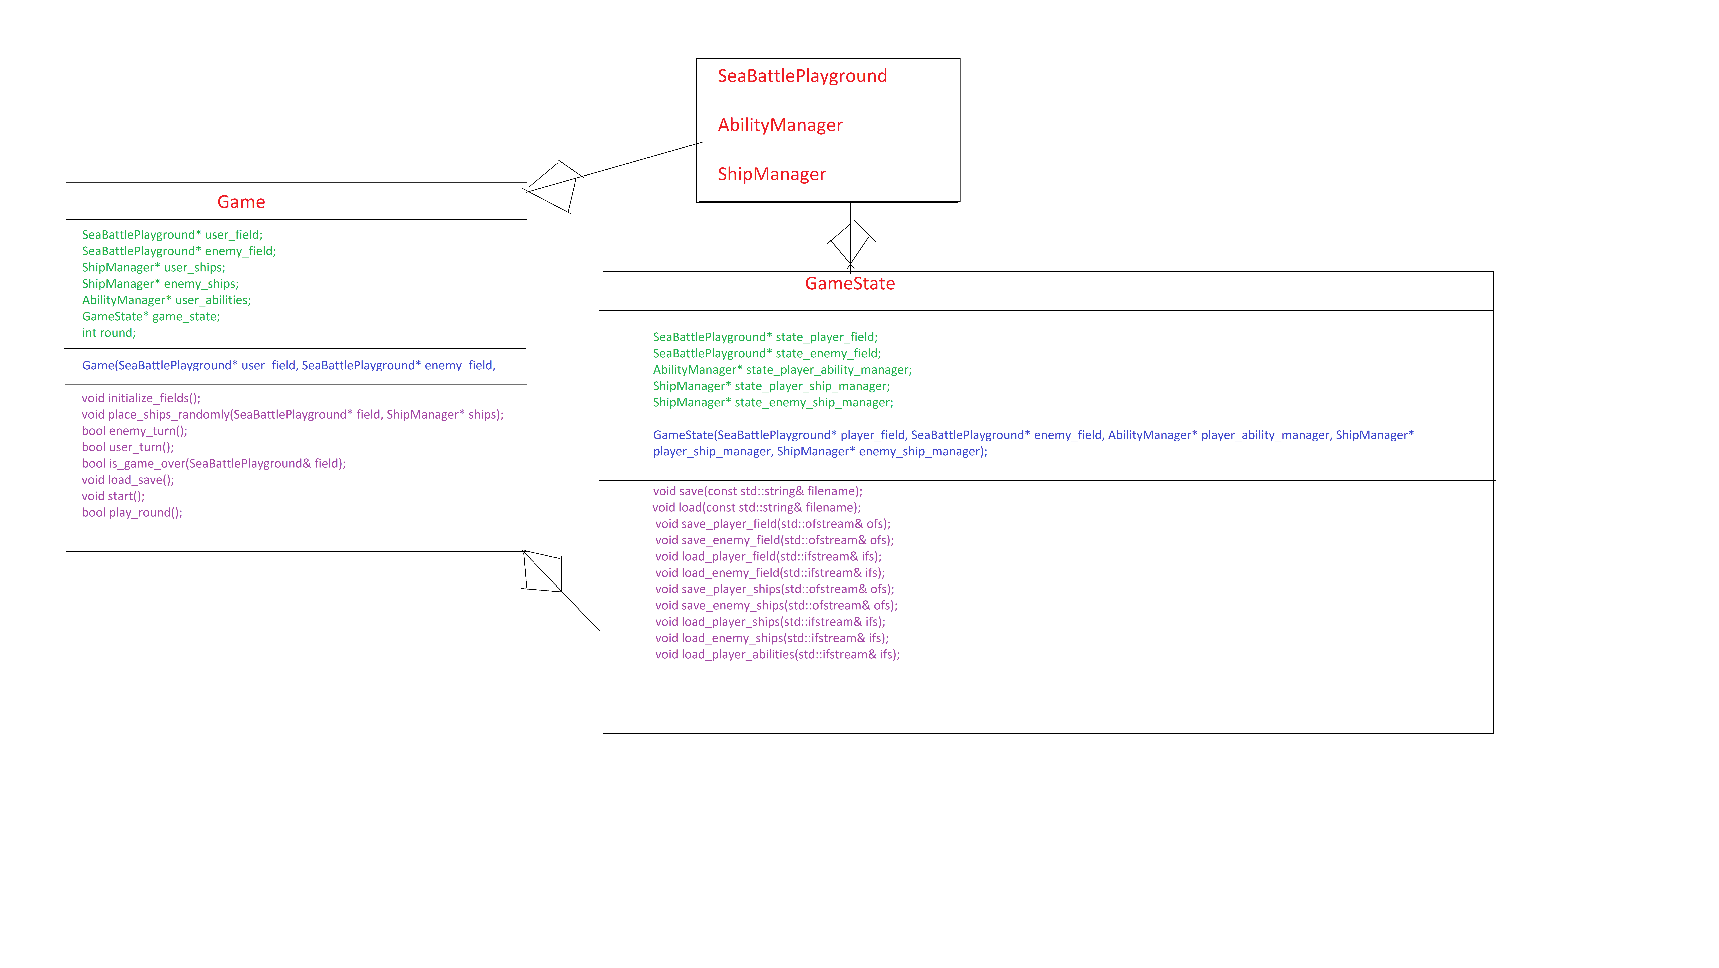 SeaBattlePlayground
AbilityManager
ShipManager
Game
SeaBattlePlayground* user_field;
SeaBattlePlayground* enemy_field;
ShipManager* user_ships;
ShipManager* enemy_ships;
AbilityManager* user_abilities;
GameState* game_state;
int round;
Game(SeaBattlePlayground* user_field, SeaBattlePlayground* enemy_field,
void initialize_fields();
void place_ships_randomly(SeaBattlePlayground* field, ShipManager* ships);
bool enemy_turn();
bool user_turn();
bool is_game_over(SeaBattlePlayground& field);
void load_save();
void start();
bool play_round();
GameState
SeaBattlePlayground* state_player_field;
SeaBattlePlayground* state_enemy_field;
AbilityManager* state_player_ability_manager;
ShipManager* state_player_ship_manager;
ShipManager* state_enemy_ship_manager;
GameState(SeaBattlePlayground* player_field, SeaBattlePlayground* enemy_field, AbilityManager* player_ability_manager, ShipManager*
player_ship_manager, ShipManager* enemy_ship_manager);
void save(const std::string& filename);
void load(const std::string& filename);
void save_player_field(std::ofstream& ofs);
void save_enemy_field(std::ofstream& ofs);
void load_player_field(std::ifstream& ifs);
void load_enemy_field(std::ifstream& ifs);
void save_player_ships(std::ofstream& ofs);
void save_enemy_ships(std::ofstream& ofs);
void load_player_ships(std::ifstream& ifs);
void load_enemy_ships(std::ifstream& ifs);
void load_player_abilities(std::ifstream& ifs);